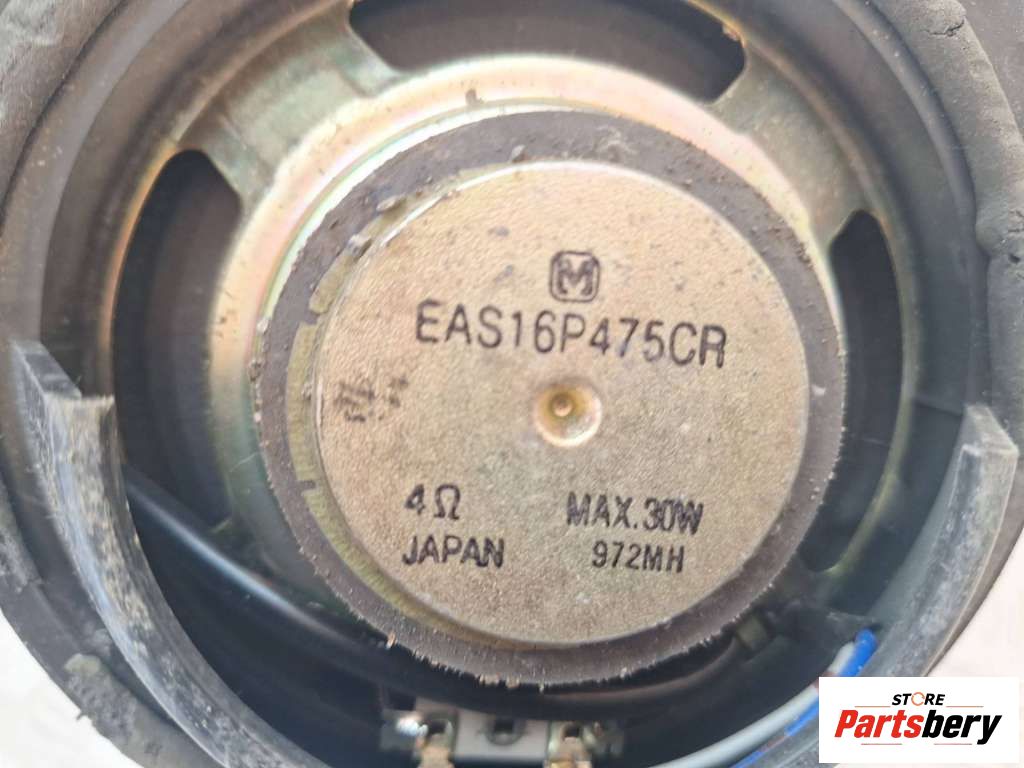 M
EAS16P475CR
4Ω MAX.30W
JAPAN 972MH
STORE
Partsbery